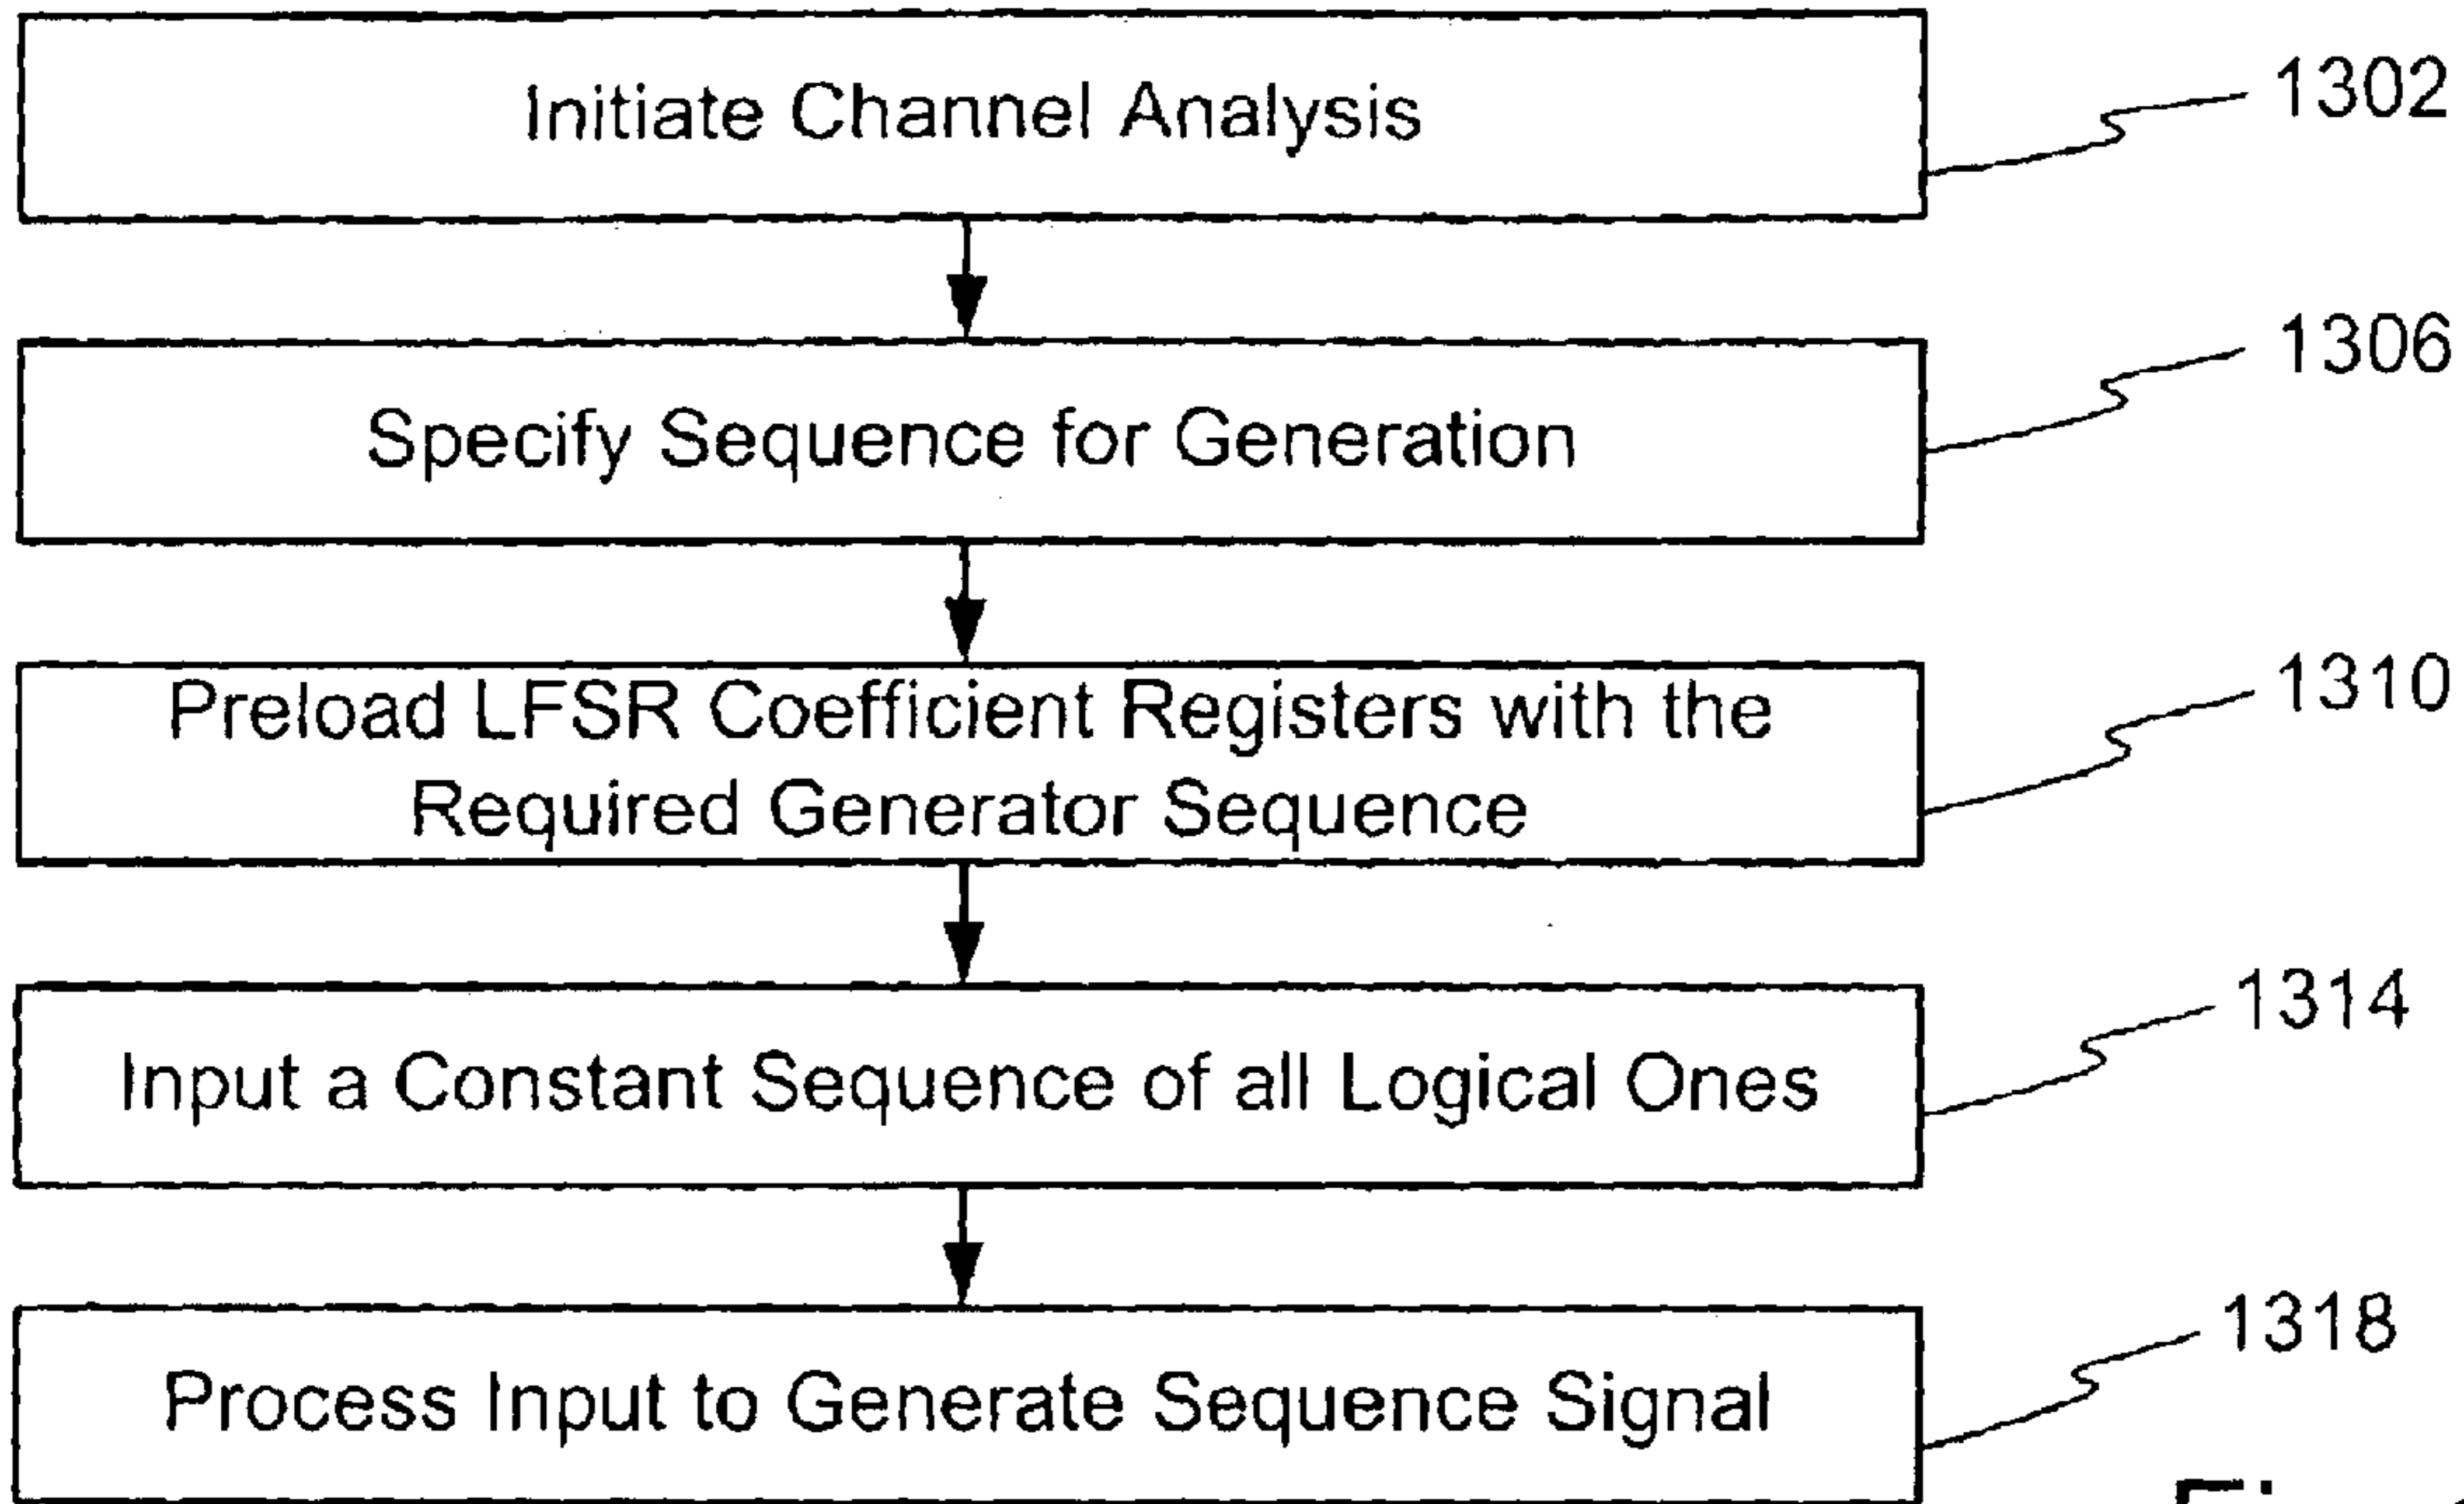 Initiate Channel Analysis
1302
Specify Sequence for Generation
1306
Preload LFSR Coefficient Registers with the
Required Generator Sequence
1310
Input a Constant Sequence of all Logical Ones
1314
Process Input to Generate Sequence Signal
1318